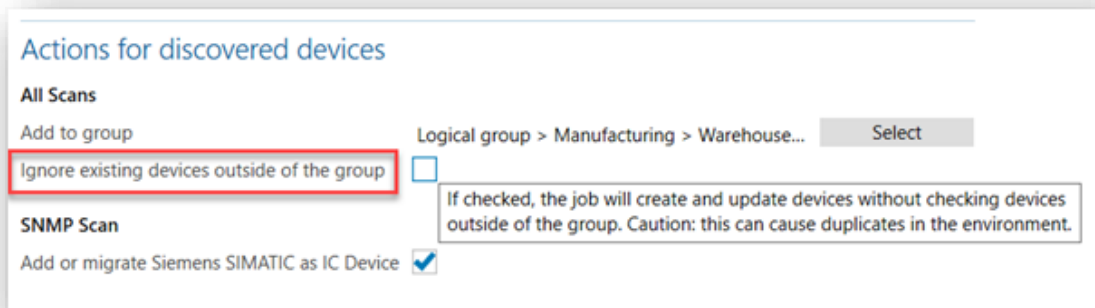 Actions for discovered devices
All Scans
Add to group
Logical group > Manufacturing > Warehouse...
Select
Ignore existing devices outside of the group
If checked, the job will create and update devices without checking devices
outside of the group. Caution: this can cause duplicates in the environment.
SNMP Scan
Add or migrate Siemens SIMATIC as IC Device